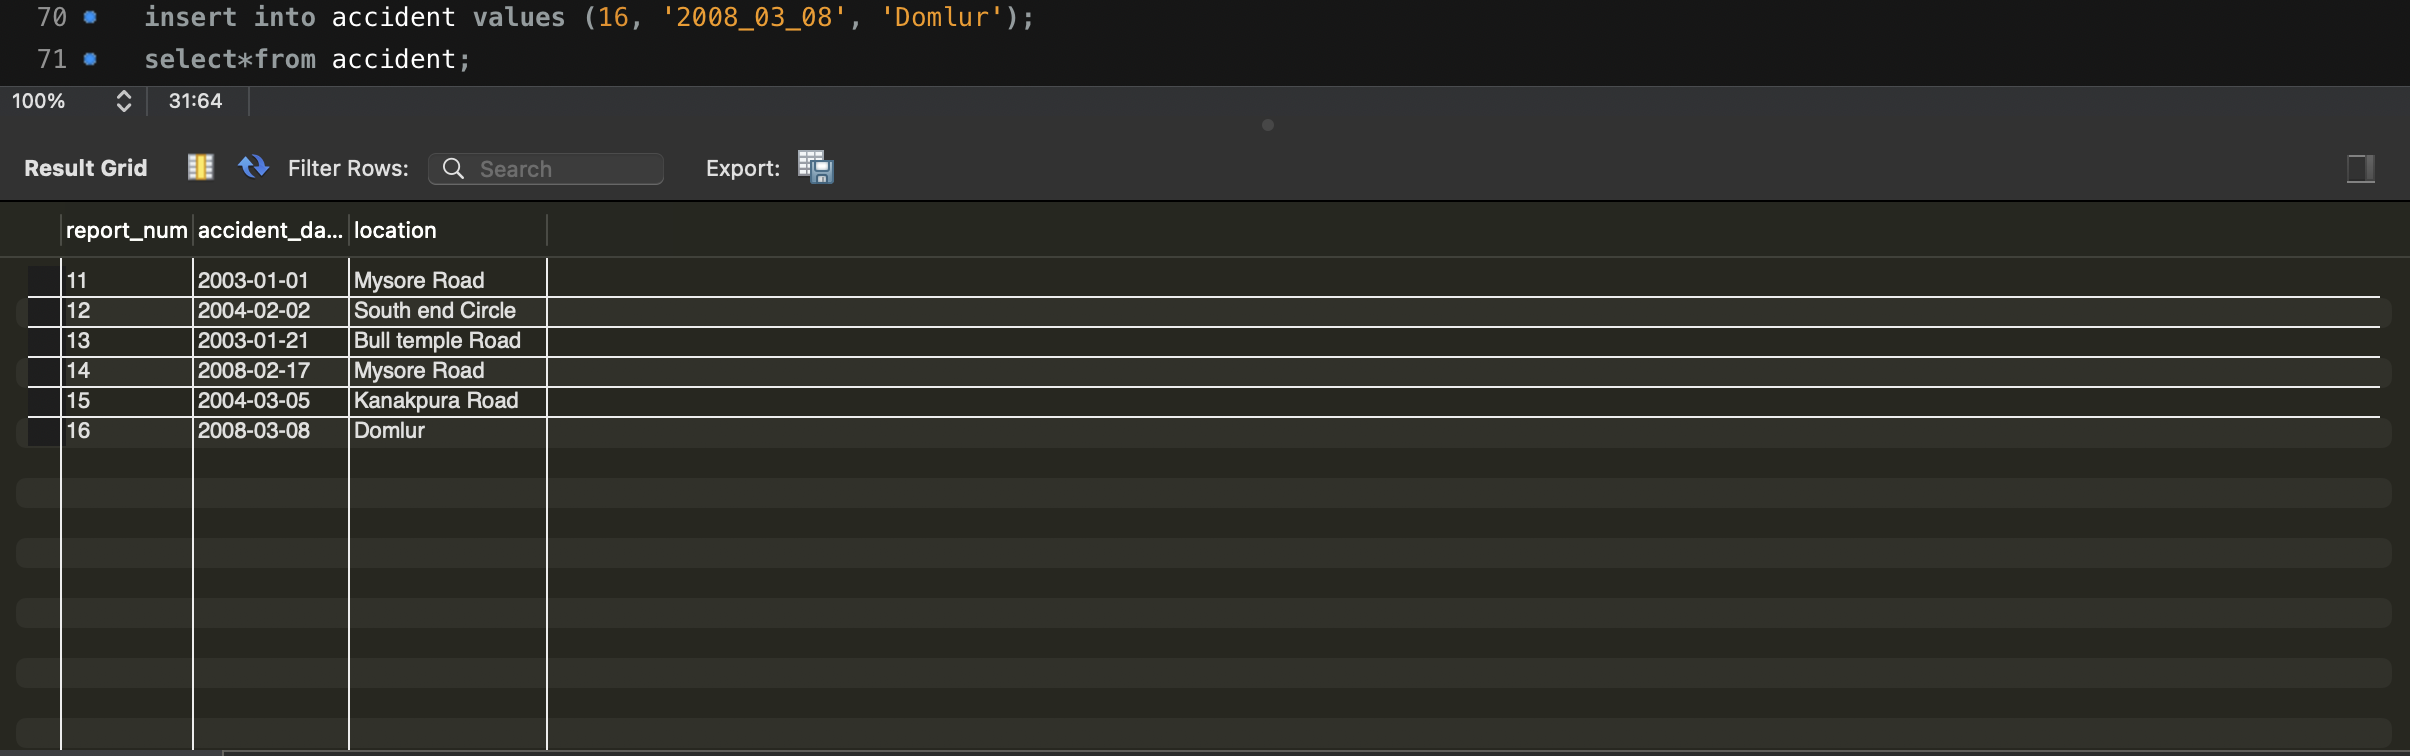 70 insert into accident values (16, '2008_03_08', 'Domlur');
71 select*from accident;
100% 31:64
Result Grid Filter Rows: Search Export:
report_num accident_da... location
11 2003-01-01 Mysore Road
12 2004-02-02 South end Circle
13 2003-01-21 Bull temple Road
14 2008-02-17 Mysore Road
15 2004-03-05 Kanakpura Road
16 2008-03-08 Domlur